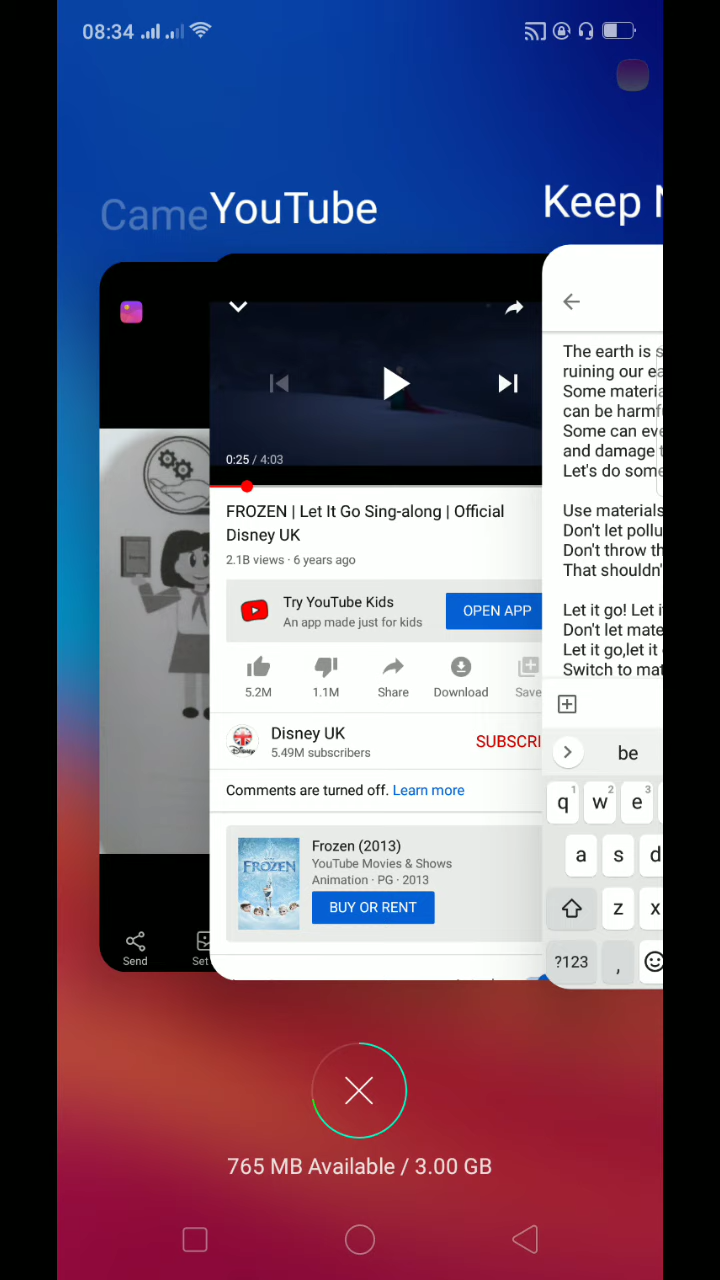 08:34
Came
YouTube
Keep
0:25 / 4:03
FROZEN | Let It Go Sing-along | Official
Disney UK
2.1B views · 6 years ago
Try YouTube Kids
An app made just for kids
OPEN APP
5.2M
1.1M
Share
Download
Save
Disney UK
5.49M subscribers
SUBSCRI
Comments are turned off. Learn more
FROZEN
Frozen (2013)
YouTube Movies & Shows
Animation · PG · 2013
BUY OR RENT
Send
Set
The earth is s
ruining our ea
Some materia
can be harmf
Some can eve
and damage t
Let's do some
Use materials
Don't let pollu
Don't throw th
That shouldn'
Let it go! Let i
Don't let mate
Let it go,let it
Switch to mat
be
q1 w2 e3
a s d
z x
?123 ,
765 MB Available / 3.00 GB